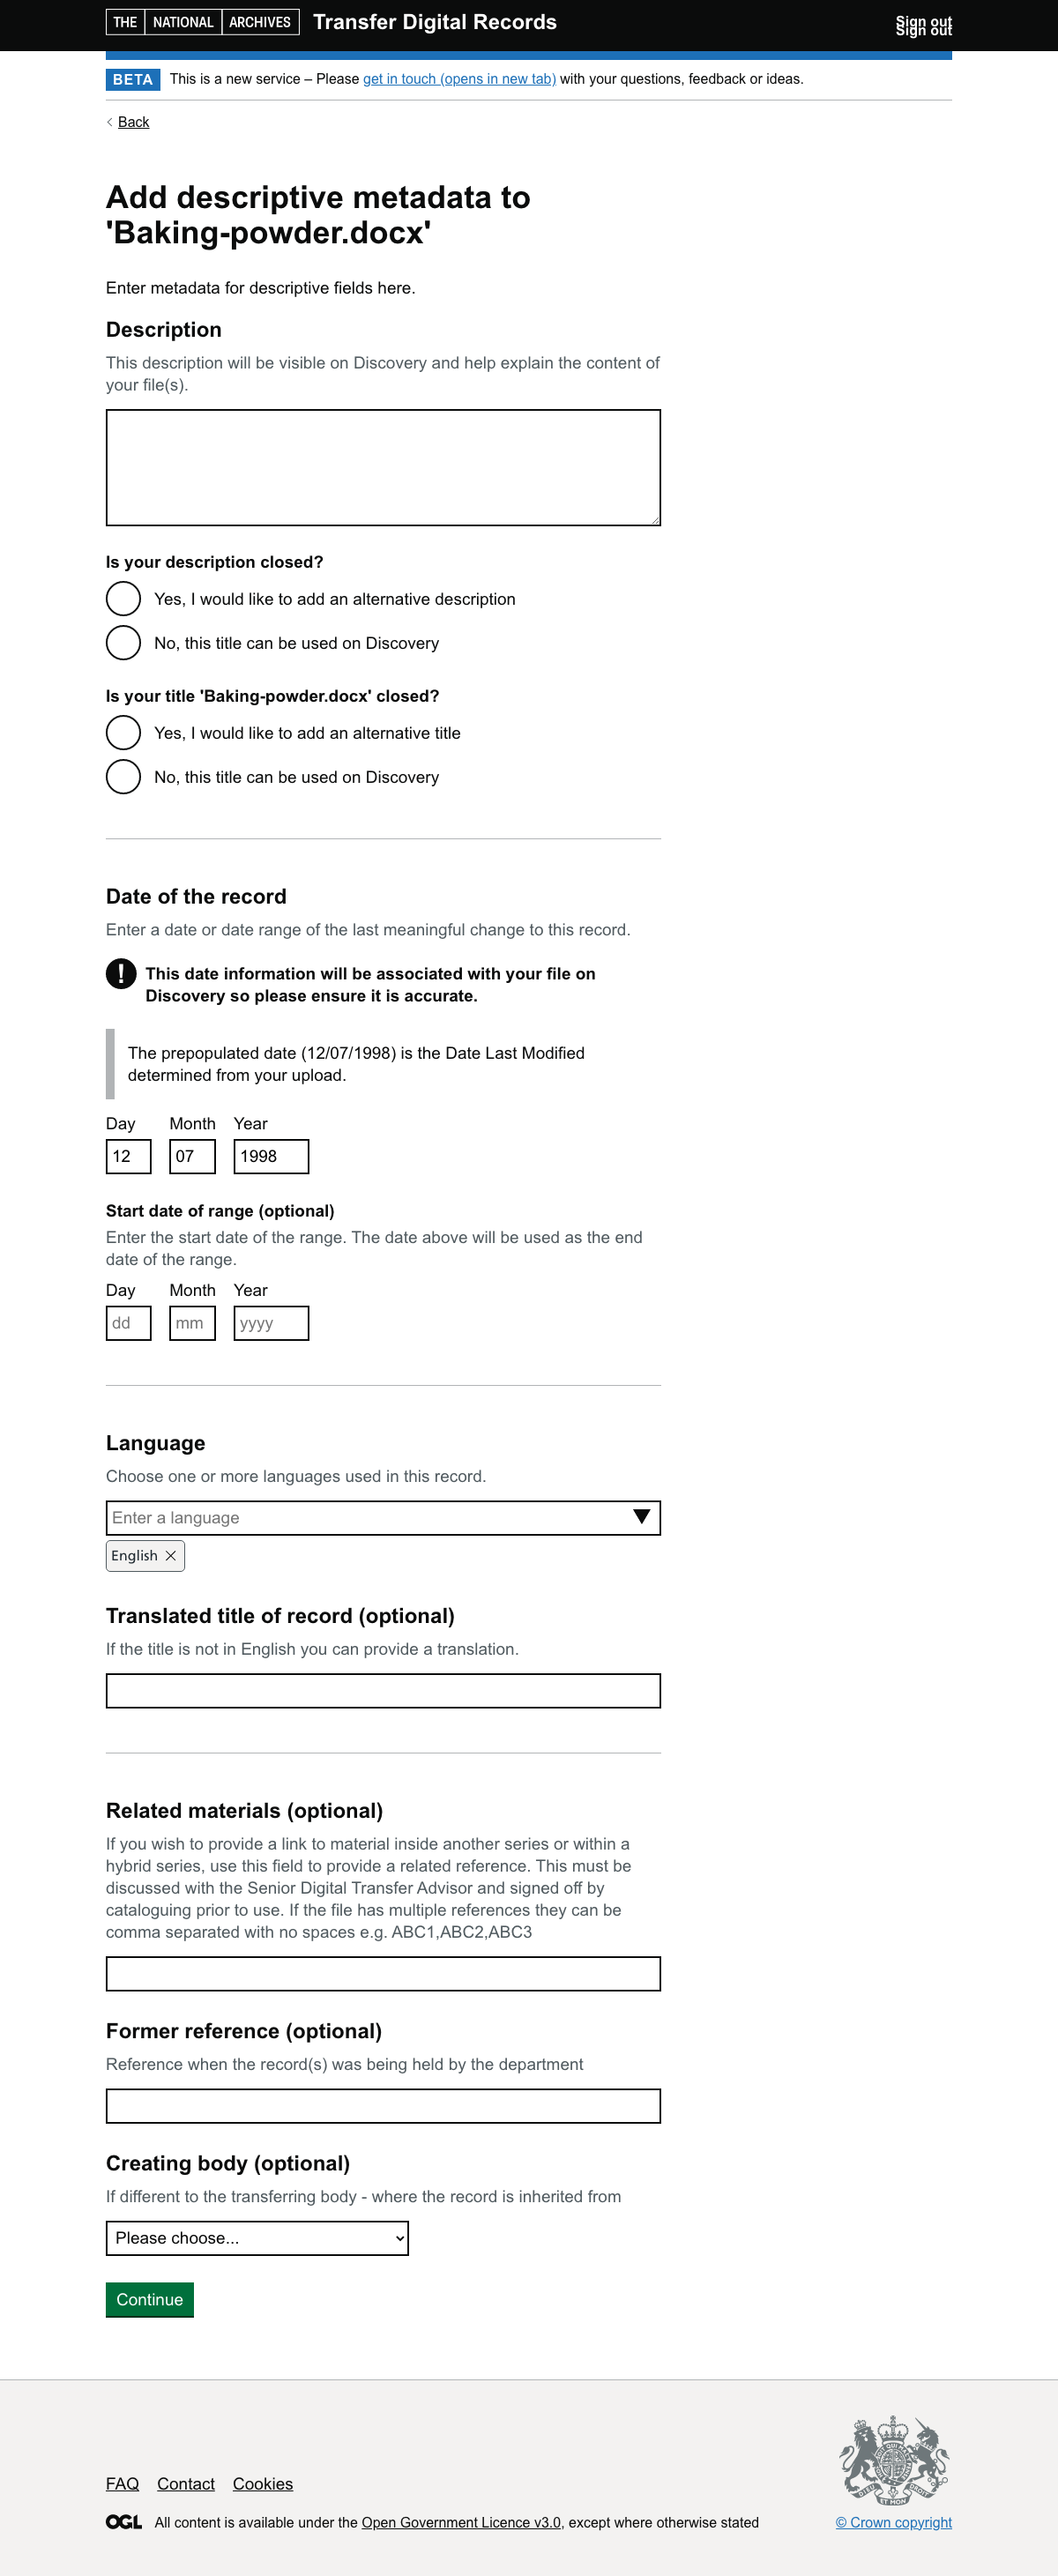 THE NATIONAL ARCHIVES Transfer Digital Records
Sign out
Sign out
BETA This is a new service – Please get in touch (opens in new tab) with your questions, feedback or ideas.
Back
Add descriptive metadata to
'Baking-powder.docx'
Enter metadata for descriptive fields here.
Description
This description will be visible on Discovery and help explain the content of
your file(s).
Is your description closed?
Yes, I would like to add an alternative description
No, this title can be used on Discovery
Is your title 'Baking-powder.docx' closed?
Yes, I would like to add an alternative title
No, this title can be used on Discovery
Date of the record
Enter a date or date range of the last meaningful change to this record.
! This date information will be associated with your file on
Discovery so please ensure it is accurate.
The prepopulated date (12/07/1998) is the Date Last Modified
determined from your upload.
Day Month Year
12 07 1998
Start date of range (optional)
Enter the start date of the range. The date above will be used as the end
date of the range.
Day Month Year
dd mm yyyy
Language
Choose one or more languages used in this record.
Enter a language
English
Translated title of record (optional)
If the title is not in English you can provide a translation.
Related materials (optional)
If you wish to provide a link to material inside another series or within a
hybrid series, use this field to provide a related reference. This must be
discussed with the Senior Digital Transfer Advisor and signed off by
cataloguing prior to use. If the file has multiple references they can be
comma separated with no spaces e.g. ABC1,ABC2,ABC3
Former reference (optional)
Reference when the record(s) was being held by the department
Creating body (optional)
If different to the transferring body - where the record is inherited from
Please choose...
Continue
FAQ Contact Cookies
OGL All content is available under the Open Government Licence v3.0, except where otherwise stated
© Crown copyright